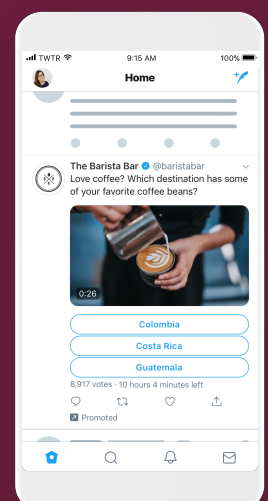 TWTR 9:15 AM 100%
Home
The Barista Bar @baristabar
Love coffee? Which destination has some
of your favorite coffee beans?
0:26
Colombia
Costa Rica
Guatemala
8,917 votes · 10 hours 4 minutes left
Promoted